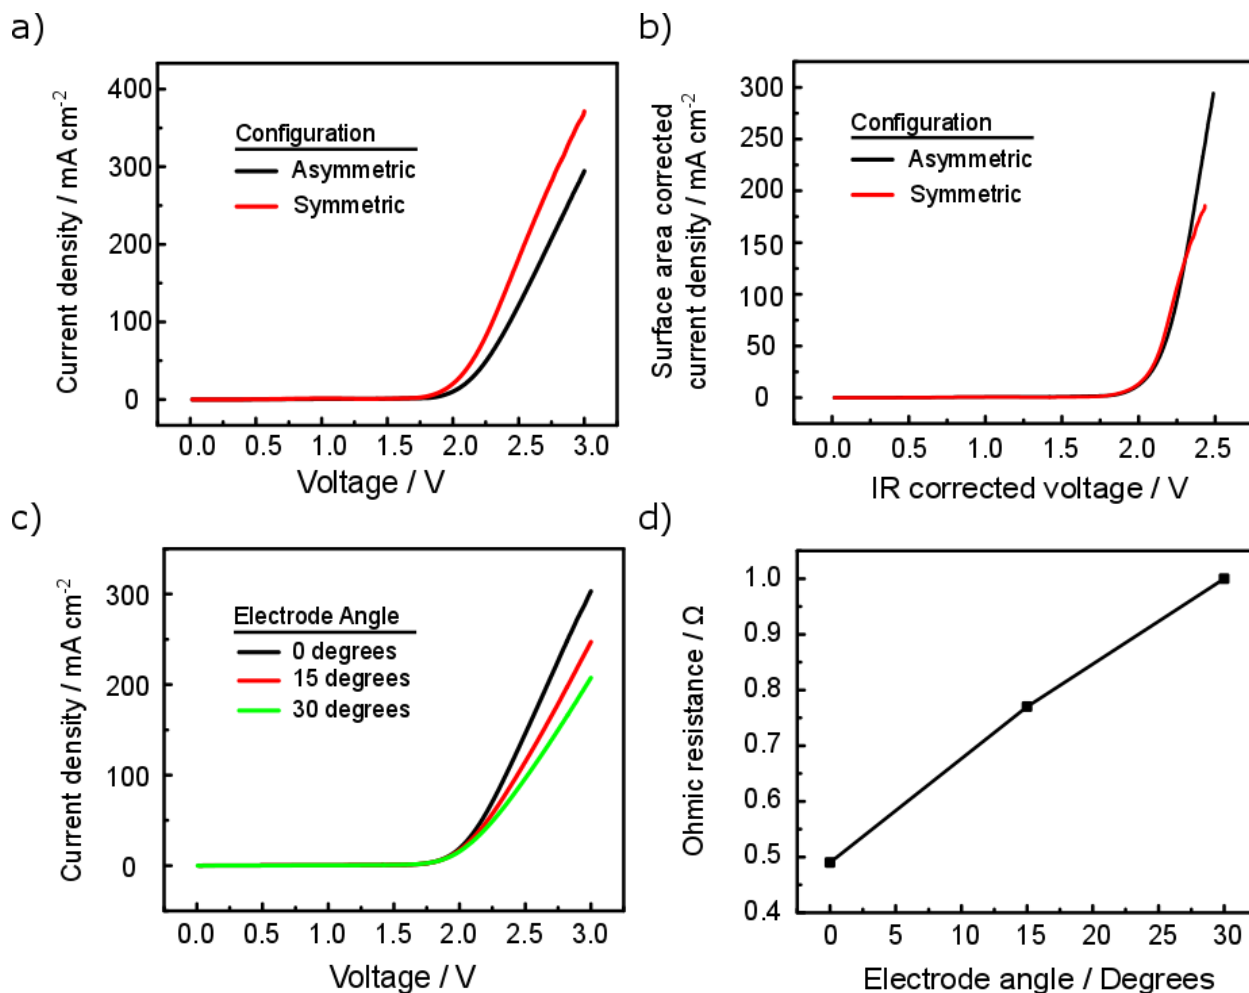 a)
Current density / mA cm-2
400
300
200
100
0
Configuration
Asymmetric
Symmetric
0.0 0.5 1.0 1.5 2.0 2.5 3.0
Voltage / V
b)
Surface area corrected
current density / mA cm-2
300
250
200
150
100
50
0
Configuration
Asymmetric
Symmetric
0.0 0.5 1.0 1.5 2.0 2.5
IR corrected voltage / V
c)
Current density / mA cm-2
300
200
100
0
Electrode Angle
0 degrees
15 degrees
30 degrees
0.0 0.5 1.0 1.5 2.0 2.5 3.0
Voltage / V
d)
Ohmic resistance / Ω
1.0
0.9
0.8
0.7
0.6
0.5
0.4
0 5 10 15 20 25 30
Electrode angle / Degrees